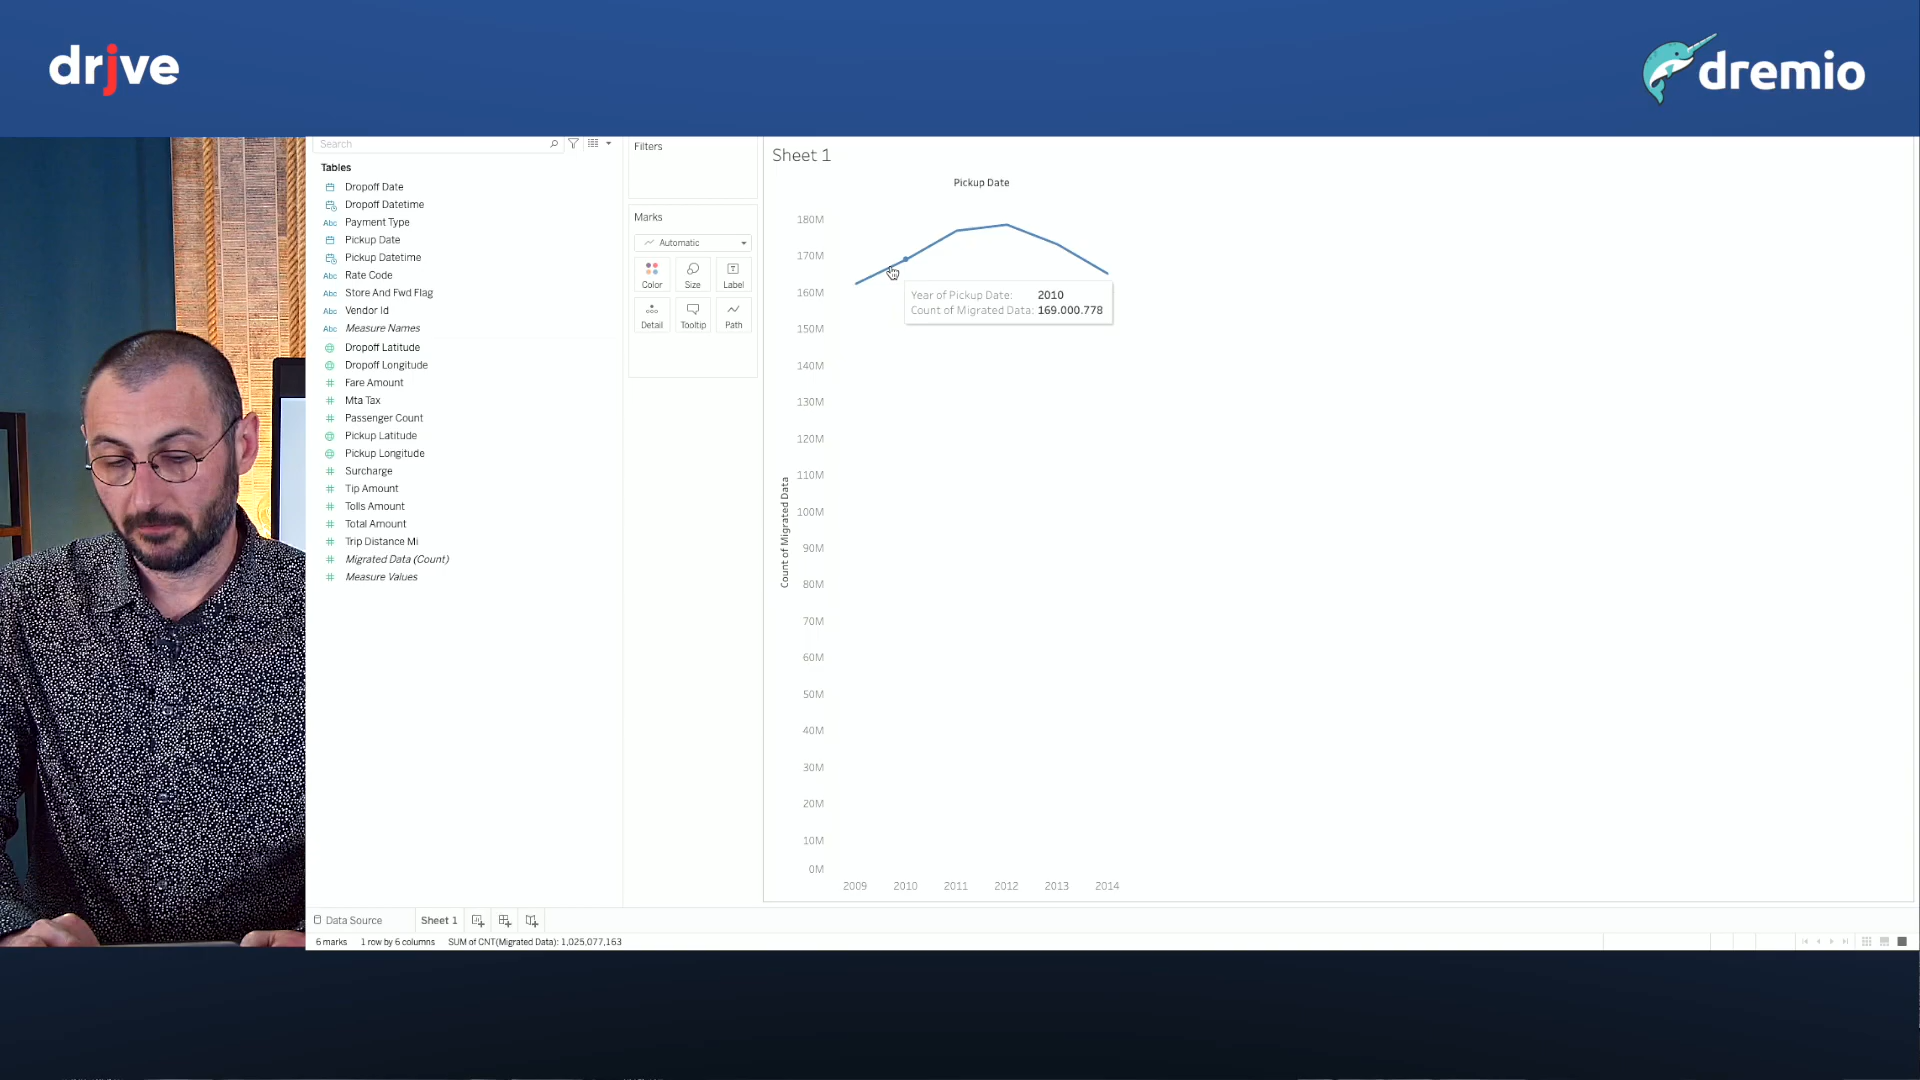 drive
dremio
Search
Tables
Dropoff Date
Dropoff Datetime
Abc Payment Type
Pickup Date
Pickup Datetime
Abc Rate Code
Abc Store And Fwd Flag
Abc Vendor Id
Abc Measure Names
Dropoff Latitude
Dropoff Longitude
# Fare Amount
# Mta Tax
# Passenger Count
Pickup Latitude
Pickup Longitude
# Surcharge
# Tip Amount
# Tolls Amount
# Total Amount
# Trip Distance Mi
# Migrated Data (Count)
# Measure Values
Filters
Marks
Automatic
Color Size Label
Detail Tooltip Path
Sheet 1
Pickup Date
180M
170M
160M
150M
140M
130M
120M
110M
100M
90M
80M
70M
60M
50M
40M
30M
20M
10M
0M
Count of Migrated Data
Year of Pickup Date: 2010
Count of Migrated Data: 169.000.778
2009 2010 2011 2012 2013 2014
Data Source Sheet 1
6 marks 1 row by 6 columns SUM of CNT(Migrated Data): 1,025,077,163